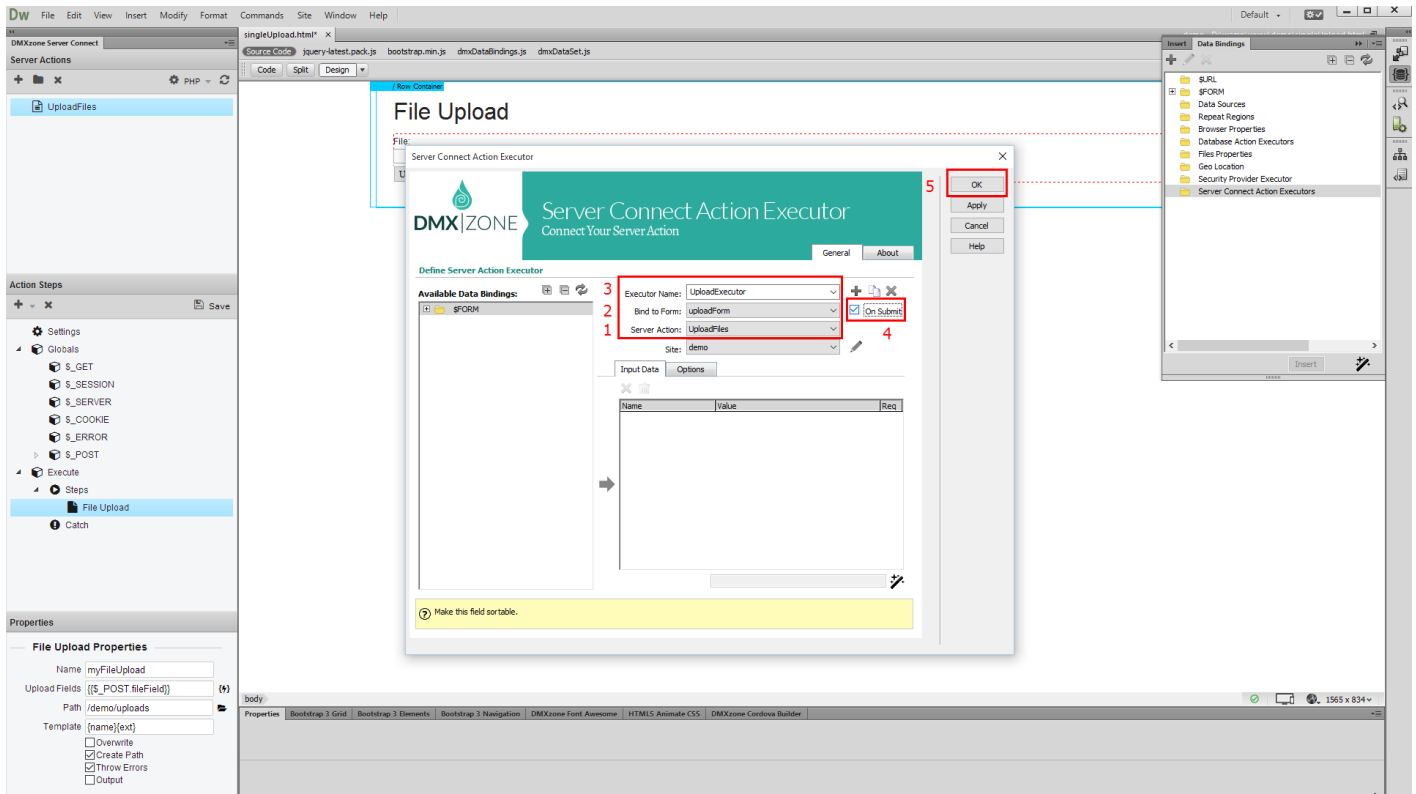 Dw File Edit View Insert Modify Format Commands Site Window Help Default
singleUpload.html* ×
DMXzone Server Connect
Source Code jquery-latest.pack.js bootstrap.min.js dmxDataBindings.js dmxDataSet.js
Server Actions
Code Split Design
PHP
UploadFiles
/ Row Container
File Upload
File:
Insert Data Bindings
$URL
$FORM
Data Sources
Repeat Regions
Browser Properties
Database Action Executors
Files Properties
Geo Location
Security Provider Executor
Server Connect Action Executors
Insert
Server Connect Action Executor
DMX|ZONE
Server Connect Action Executor
Connect Your Server Action
General About
5 OK
Apply
Cancel
Help
Define Server Action Executor
Available Data Bindings:
$FORM
3 Executor Name: UploadExecutor
2 Bind to Form: uploadForm On Submit
1 Server Action: UploadFiles 4
Site: demo
Input Data Options
Name Value Req
Make this field sortable.
Action Steps
Save
Settings
Globals
$_GET
$_SESSION
$_SERVER
$_COOKIE
$_ERROR
$_POST
Execute
Steps
File Upload
Catch
Properties
File Upload Properties
Name myFileUpload
Upload Fields {{$_POST.fileField}}
Path /demo/uploads
Template {name}{ext}
Overwrite
Create Path
Throw Errors
Output
body 1565 x 834
Properties Bootstrap 3 Grid Bootstrap 3 Elements Bootstrap 3 Navigation DMXzone Font Awesome HTML5 Animate CSS DMXzone Cordova Builder